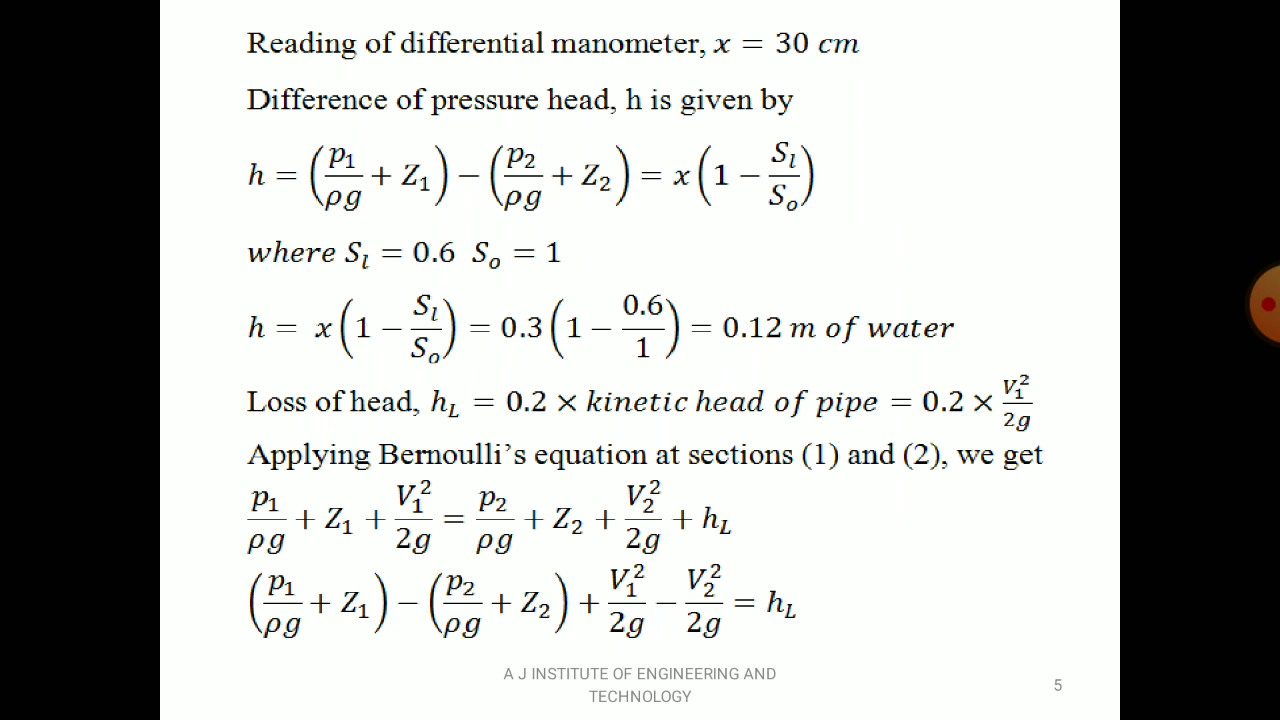 Reading of differential manometer, x = 30 cm
Difference of pressure head, h is given by
h = (p₁/ρg + Z₁) − (p₂/ρg + Z₂) = x(1 − Sₗ/Sₒ)
where Sₗ = 0.6 Sₒ = 1
h = x(1 − Sₗ/Sₒ) = 0.3(1 − 0.6/1) = 0.12 m of water
Loss of head, h_L = 0.2 × kinetic head of pipe = 0.2 × V₁²/2g
Applying Bernoulli's equation at sections (1) and (2), we get
p₁/ρg + Z₁ + V₁²/2g = p₂/ρg + Z₂ + V₂²/2g + h_L
(p₁/ρg + Z₁) − (p₂/ρg + Z₂) + V₁²/2g − V₂²/2g = h_L
A J INSTITUTE OF ENGINEERING AND
TECHNOLOGY
5